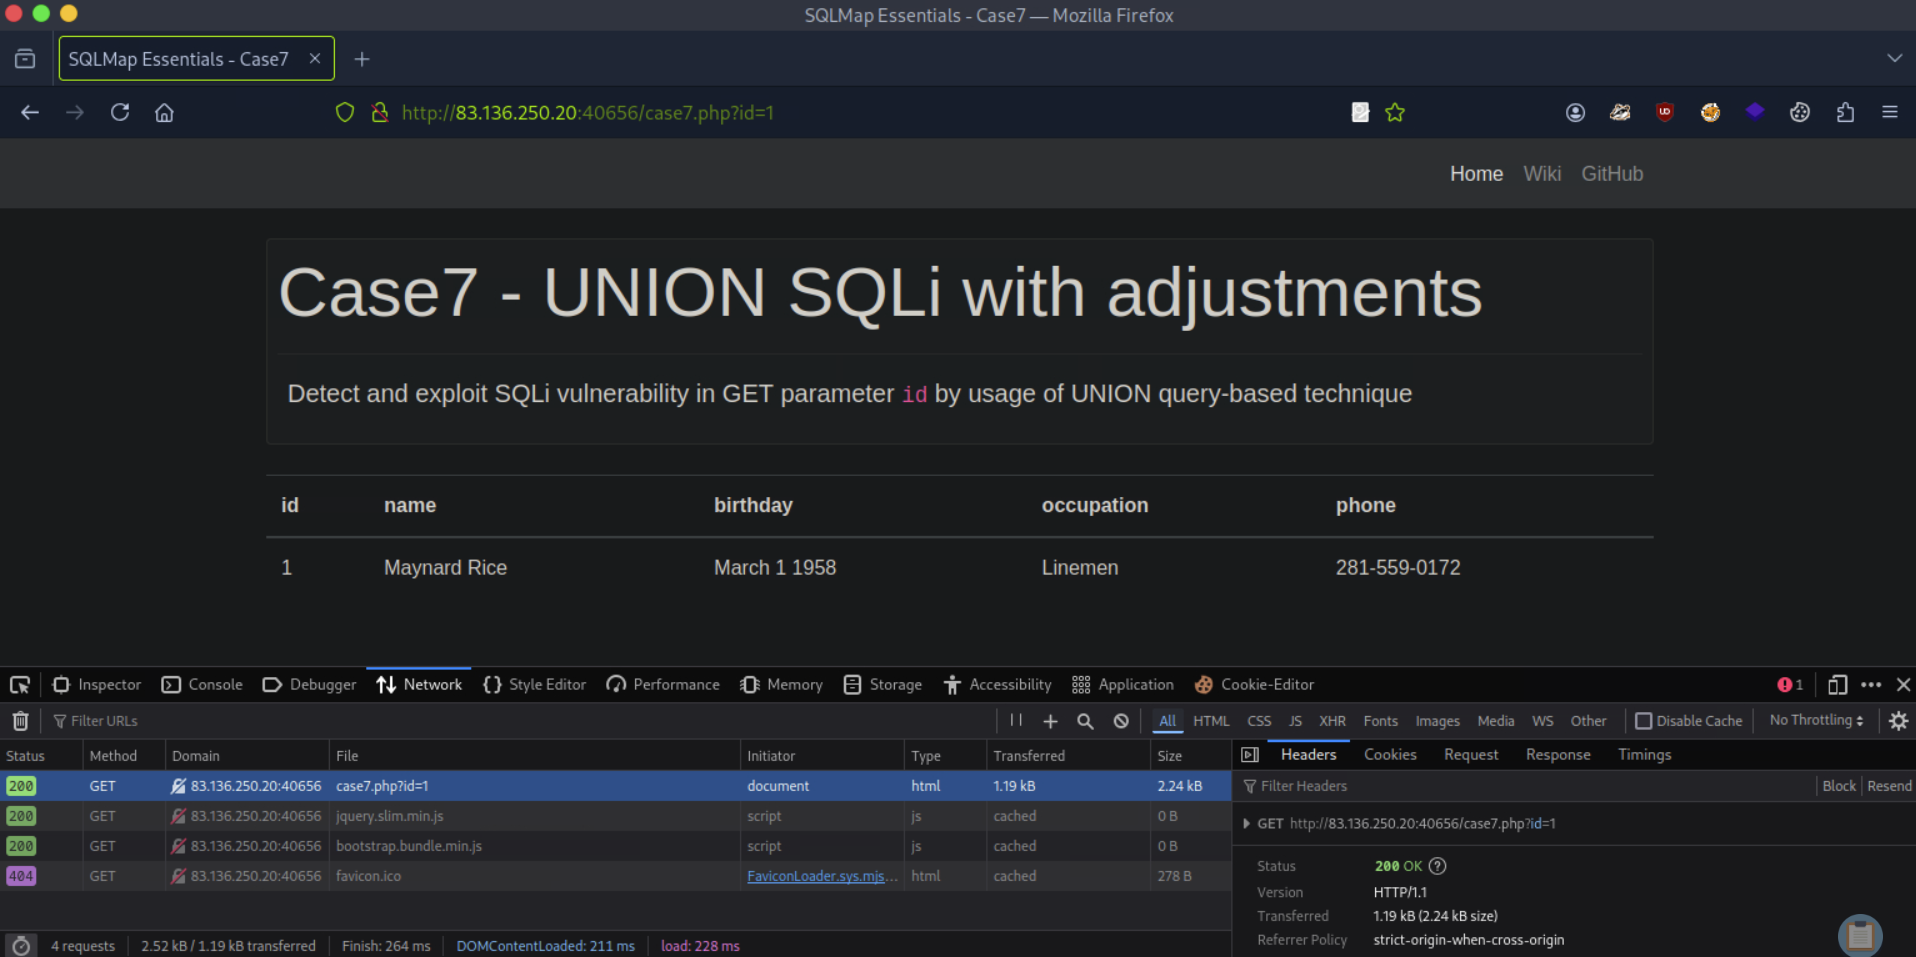 SQLMap Essentials - Case7 — Mozilla Firefox
SQLMap Essentials - Case7
http://83.136.250.20:40656/case7.php?id=1
Home Wiki GitHub
Case7 - UNION SQLi with adjustments
Detect and exploit SQLi vulnerability in GET parameter id by usage of UNION query-based technique
id name birthday occupation phone
1 Maynard Rice March 1 1958 Linemen 281-559-0172
Inspector Console Debugger Network Style Editor Performance Memory Storage Accessibility Application Cookie-Editor 1
Filter URLs All HTML CSS JS XHR Fonts Images Media WS Other Disable Cache No Throttling
Status Method Domain File Initiator Type Transferred Size
200 GET 83.136.250.20:40656 case7.php?id=1 document html 1.19 kB 2.24 kB
200 GET 83.136.250.20:40656 jquery.slim.min.js script js cached 0 B
200 GET 83.136.250.20:40656 bootstrap.bundle.min.js script js cached 0 B
404 GET 83.136.250.20:40656 favicon.ico FaviconLoader.sys.mjs... html cached 278 B
4 requests 2.52 kB / 1.19 kB transferred Finish: 264 ms DOMContentLoaded: 211 ms load: 228 ms
Headers Cookies Request Response Timings
Filter Headers Block Resend
GET http://83.136.250.20:40656/case7.php?id=1
Status 200 OK
Version HTTP/1.1
Transferred 1.19 kB (2.24 kB size)
Referrer Policy strict-origin-when-cross-origin